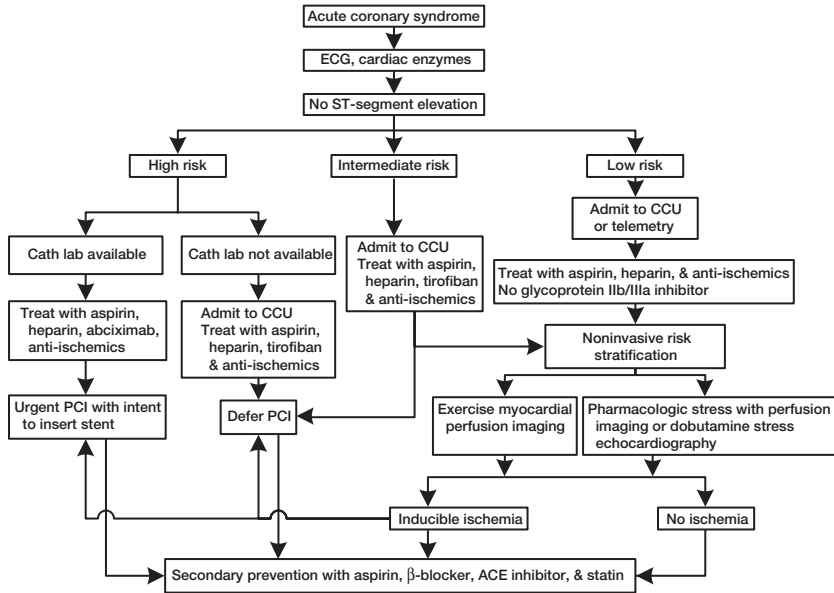 Acute coronary syndrome
ECG, cardiac enzymes
No ST-segment elevation
High risk
Intermediate risk
Low risk
Admit to CCU
or telemetry
Cath lab available
Cath lab not available
Admit to CCU
Treat with aspirin,
heparin, tirofiban
& anti-ischemics
Treat with aspirin, heparin, & anti-ischemics
No glycoprotein IIb/IIIa inhibitor
Treat with aspirin,
heparin, abciximab,
anti-ischemics
Admit to CCU
Treat with aspirin,
heparin, tirofiban
& anti-ischemics
Noninvasive risk
stratification
Urgent PCI with intent
to insert stent
Defer PCI
Exercise myocardial
perfusion imaging
Pharmacologic stress with perfusion
imaging or dobutamine stress
echocardiography
Inducible ischemia
No ischemia
Secondary prevention with aspirin, β-blocker, ACE inhibitor, & statin